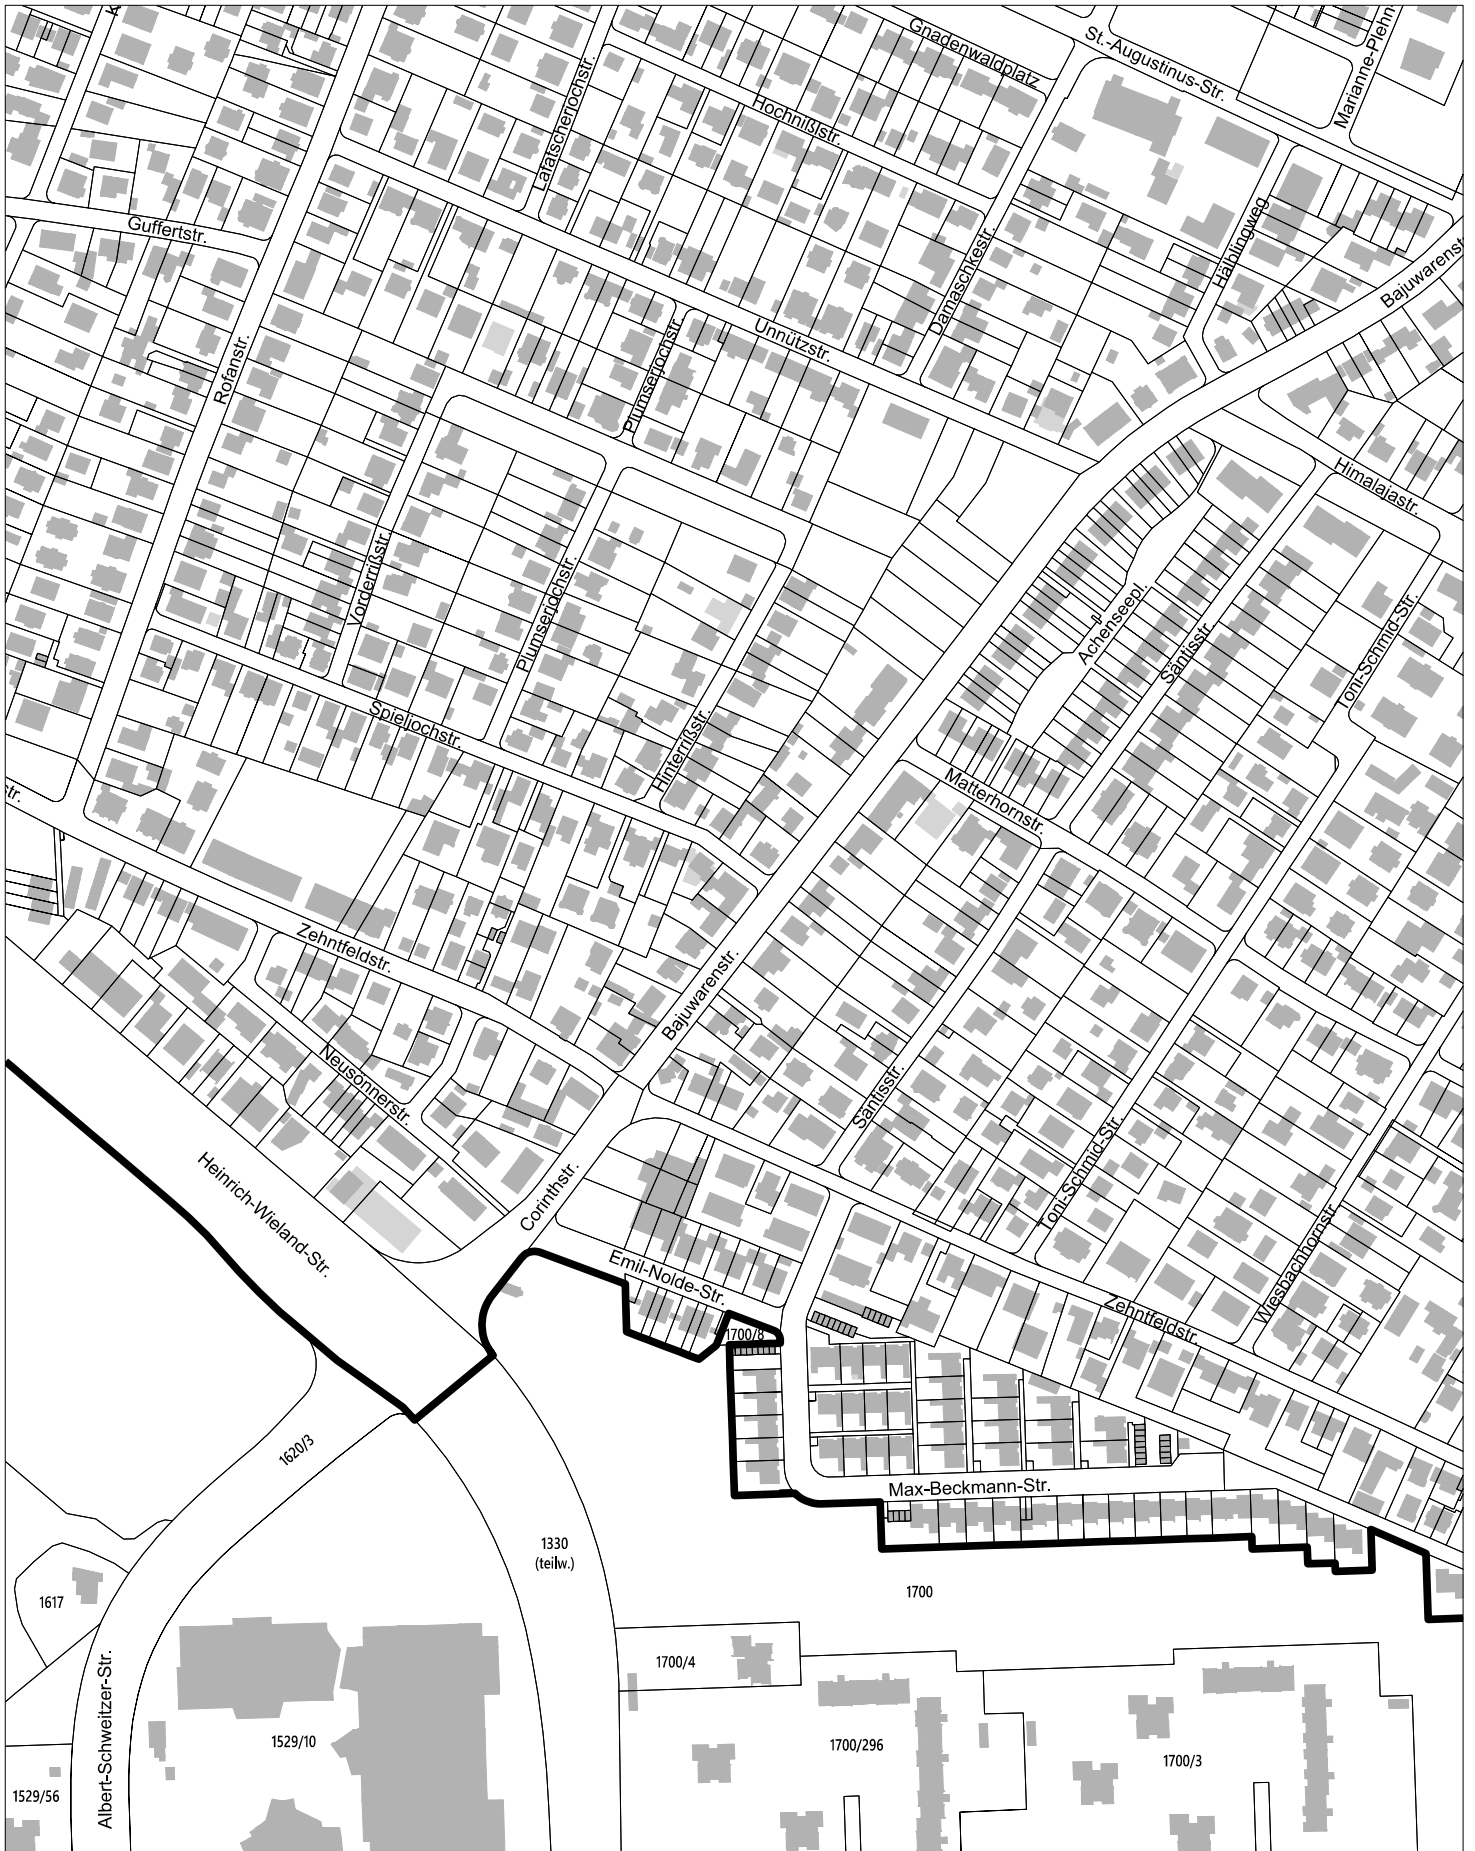 K
Gnadenwaldplatz
St.-Augustinus-Str.
Marianne-Plehn-
Hochnißlstr.
Latatscherjochstr.
Guffertstr.
Hälblingweg
Bajuwarenstr
Damaschkestr.
Unnützstr.
Plumserjochstr.
Rofanstr.
Himalajastr.
Vorderrißstr.
Plumserjochstr.
Achenseepl.
Säntisstr.
Toni-Schmid-Str.
Spieljochstr.
Hinterrißstr.
Matterhornstr.
str.
Zehntfeldstr.
Bajuwarenstr.
Neusonnerstr.
Säntisstr.
Toni-Schmid-Str.
Heinrich-Wieland-Str.
Corinthstr.
Wiesbachhornstr.
Emil-Nolde-Str.
Zehntfeldstr.
1700/8
1620/3
Max-Beckmann-Str.
1330
(teilw.)
1700
1617
1700/4
Albert-Schweitzer-Str.
1529/10
1700/296
1700/3
1529/56